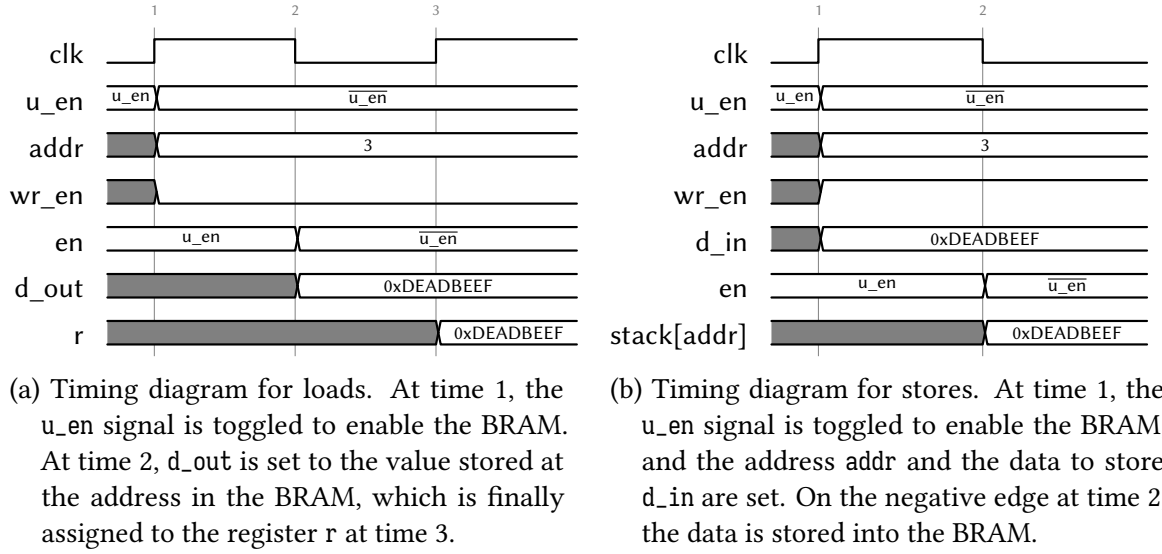 1 2 3
clk
u_en u_en u_en
addr 3
wr_en
en u_en u_en
d_out 0xDEADBEEF
r 0xDEADBEEF
(a) Timing diagram for loads. At time 1, the
u_en signal is toggled to enable the BRAM.
At time 2, d_out is set to the value stored at
the address in the BRAM, which is finally
assigned to the register r at time 3.
1 2
clk
u_en u_en u_en
addr 3
wr_en
d_in 0xDEADBEEF
en u_en u_en
stack[addr] 0xDEADBEEF
(b) Timing diagram for stores. At time 1, the
u_en signal is toggled to enable the BRAM
and the address addr and the data to store
d_in are set. On the negative edge at time 2
the data is stored into the BRAM.